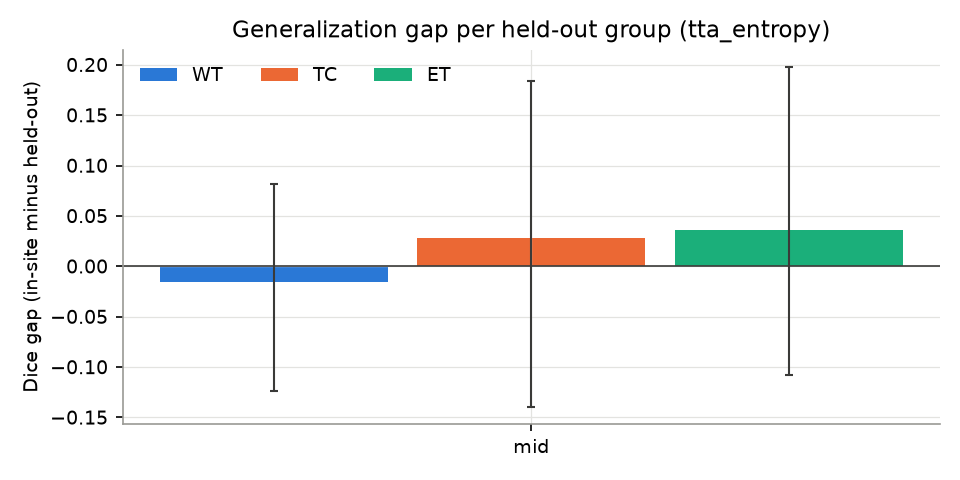 Generalization gap per held-out group (tta_entropy)
WT TC ET
Dice gap (in-site minus held-out)
0.20
0.15
0.10
0.05
0.00
−0.05
−0.10
−0.15
mid